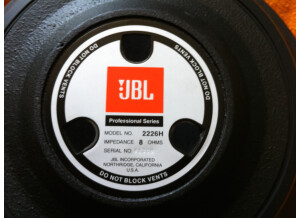 DO NOT BLOCK VENTS
DO NOT BLOCK VENTS
JBL
Professional Series
MODEL NO. 2226H
IMPEDANCE 8 OHMS
SERIAL NO.
JBL INCORPORATED
NORTHRIDGE, CALIFORNIA
U.S.A.
DO NOT BLOCK VENTS